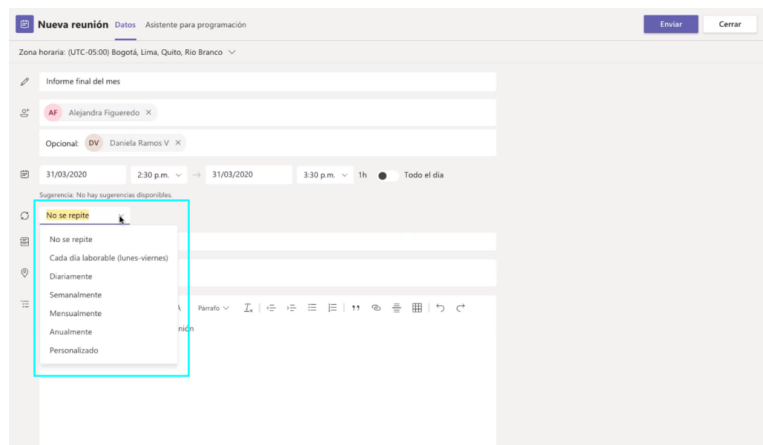 Nueva reunión Datos Asistente para programación Enviar Cerrar
Zona horaria: (UTC-05:00) Bogotá, Lima, Quito, Rio Branco
Informe final del mes
AF Alejandra Figueredo ×
Opcional: DV Daniela Ramos V ×
31/03/2020 2:30 p.m. → 31/03/2020 3:30 p.m. 1h Todo el día
Sugerencia: No hay sugerencias disponibles.
No se repite
No se repite
Cada día laborable (lunes-viernes)
Diariamente
Semanalmente
Párrafo
Mensualmente
Anualmente
nión
Personalizado